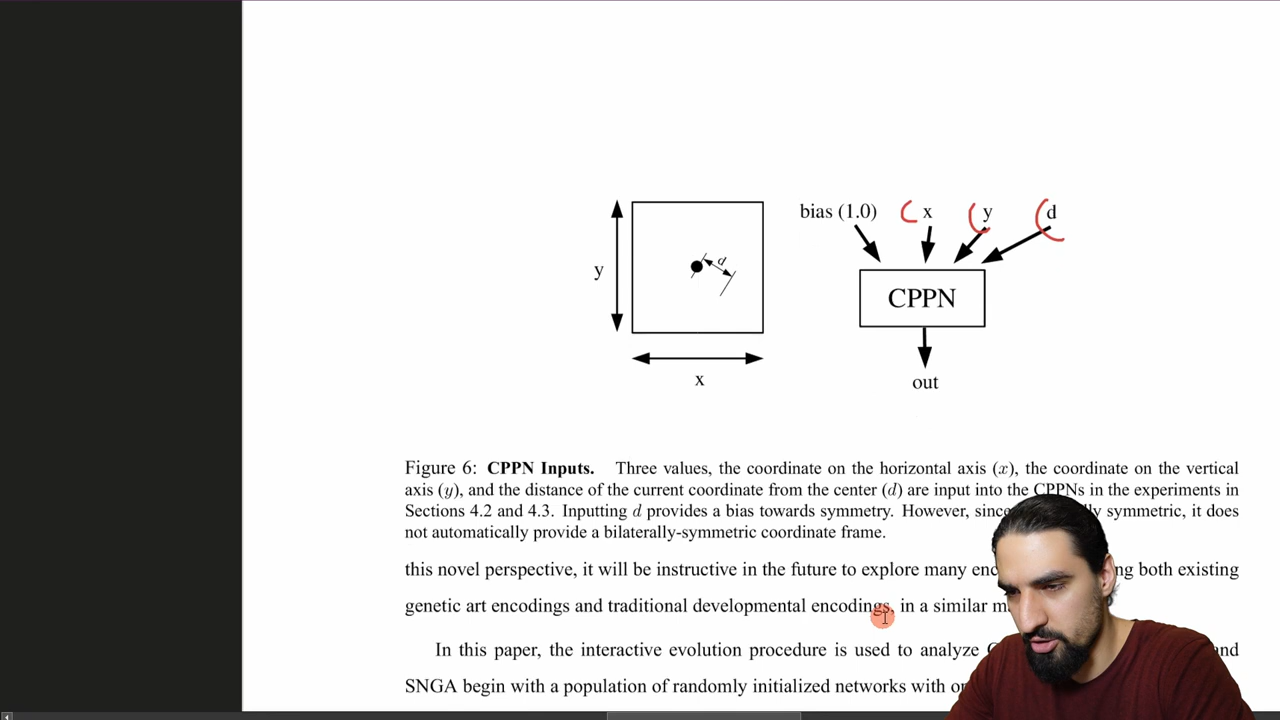 bias (1.0) x y d
d
y
CPPN
x
out
Figure 6: CPPN Inputs. Three values, the coordinate on the horizontal axis (x), the coordinate on the vertical
axis (y), and the distance of the current coordinate from the center (d) are input into the CPPNs in the experiments in
Sections 4.2 and 4.3. Inputting d provides a bias towards symmetry. However, since symmetric, it does
not automatically provide a bilaterally-symmetric coordinate frame.
this novel perspective, it will be instructive in the future to explore many both existing
genetic art encodings and traditional developmental encodings, in a similar
In this paper, the interactive evolution procedure is used to analyze
SNGA begin with a population of randomly initialized networks with